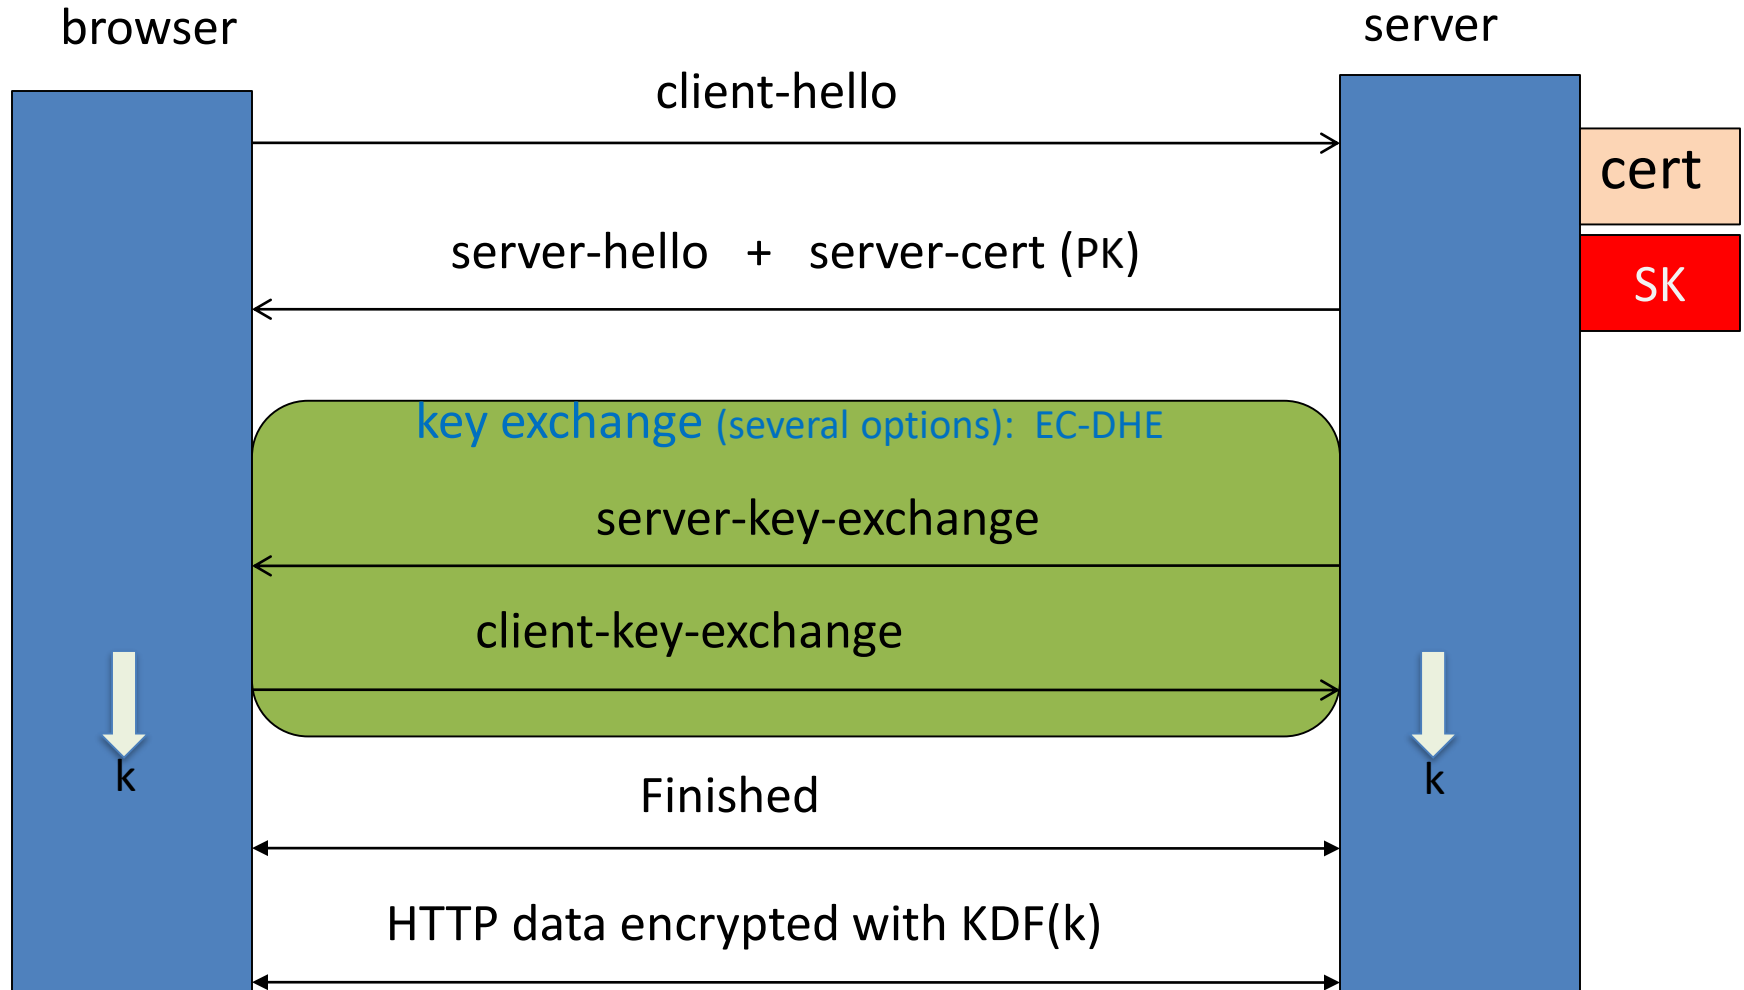 browser
server
client-hello
cert
server-hello + server-cert (PK)
SK
key exchange (several options): EC-DHE
server-key-exchange
client-key-exchange
k
k
Finished
HTTP data encrypted with KDF(k)